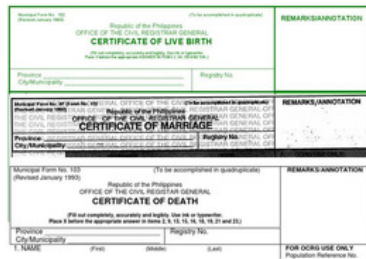 Municipal Form No. 102 (To be accomplished in quadruplicate)
(Revised January 1993)
REMARKS/ANNOTATION
Republic of the Philippines
OFFICE OF THE CIVIL REGISTRAR GENERAL
CERTIFICATE OF LIVE BIRTH
Province
City/Municipality
Registry No.
Municipal Form No. 97 (To be accomplished in quadruplicate)
(Revised January 1993)
REMARKS/ANNOTATION
Republic of the Philippines
OFFICE OF THE CIVIL REGISTRAR GENERAL
CERTIFICATE OF MARRIAGE
Province
City/Municipality
Registry No.
Municipal Form No. 103 (To be accomplished in quadruplicate)
(Revised January 1993)
REMARKS/ANNOTATION
Republic of the Philippines
OFFICE OF THE CIVIL REGISTRAR GENERAL
CERTIFICATE OF DEATH
(Fill out completely, accurately and legibly. Use ink or typewriter.
Place X before the appropriate answer in items 2, 9, 13, 15, 16, 18, 19, 21 and 23.)
Province
City/Municipality
Registry No.
1. NAME (First) (Middle) (Last)
FOR OCRG USE ONLY
Population Reference No.